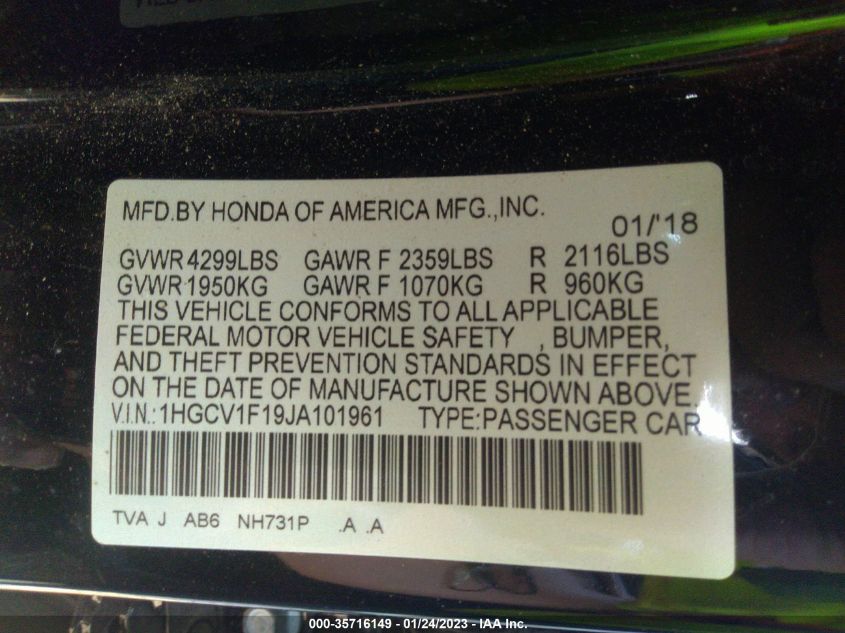 MFD.BY HONDA OF AMERICA MFG.,INC.
01/'18
GVWR 4299LBS GAWR F 2359LBS R 2116LBS
GVWR 1950KG GAWR F 1070KG R 960KG
THIS VEHICLE CONFORMS TO ALL APPLICABLE
FEDERAL MOTOR VEHICLE SAFETY , BUMPER,
AND THEFT PREVENTION STANDARDS IN EFFECT
ON THE DATE OF MANUFACTURE SHOWN ABOVE.
V.I.N.:1HGCV1F19JA101961 TYPE:PASSENGER CAR
TVA J AB6 NH731P .A .A
000-35716149 - 01/24/2023 - IAA Inc.